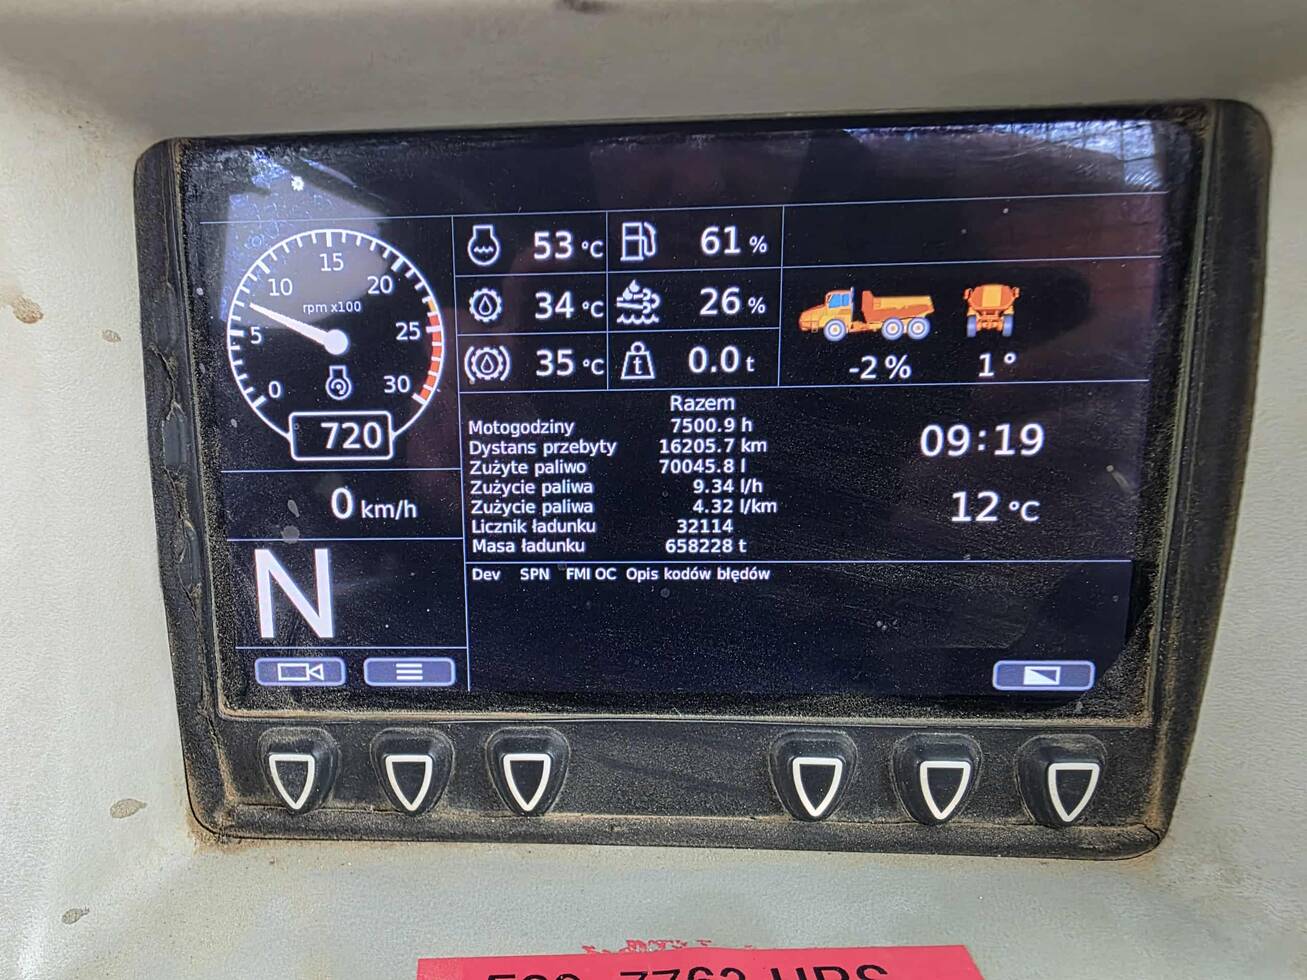 53 °C
61 %
15
10
20
rpm x100
34 °C
26 %
5
25
0
30
35 °C
0.0 t
-2 %
1°
720
Razem
Motogodziny 7500.9 h
Dystans przebyty 16205.7 km
Zużyte paliwo 70045.8 l
Zużycie paliwa 9.34 l/h
Zużycie paliwa 4.32 l/km
Licznik ładunku 32114
Masa ładunku 658228 t
09:19
12 °C
0 km/h
N
Dev SPN FMI OC Opis kodów błędów
7763 HRS